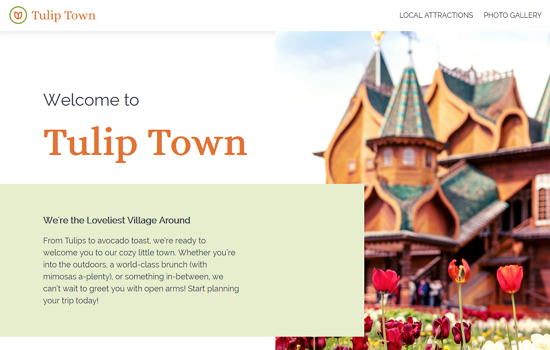 Tulip Town
LOCAL ATTRACTIONS PHOTO GALLERY
Welcome to
Tulip Town
We're the Loveliest Village Around
From Tulips to avocado toast, we're ready to
welcome you to our cozy little town. Whether you're
into the outdoors, a world-class brunch (with
mimosas a-plenty), or something in-between, we
can't wait to greet you with open arms! Start planning
your trip today!